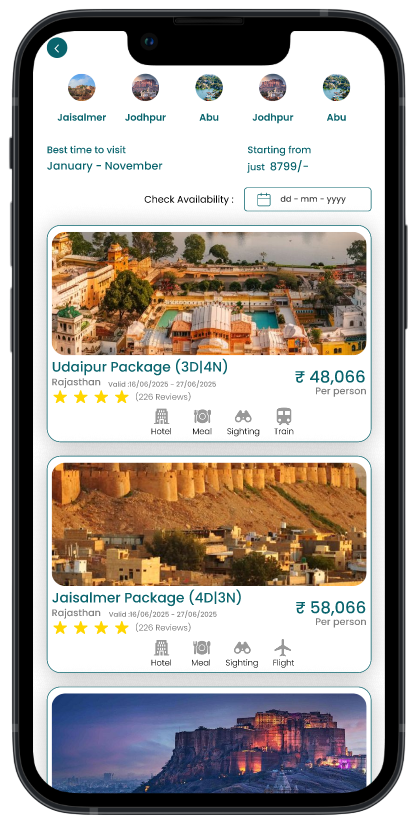 Jaisalmer Jodhpur Abu Jodhpur Abu
Best time to visit Starting from
January - November just 8799/-
Check Availability : dd - mm - yyyy
Udaipur Package (3D|4N) ₹ 48,066
Rajasthan Valid :16/06/2025 - 27/06/2025 Per person
(226 Reviews)
Hotel Meal Sighting Train
Jaisalmer Package (4D|3N) ₹ 58,066
Rajasthan Valid :16/06/2025 - 27/06/2025 Per person
(226 Reviews)
Hotel Meal Sighting Flight